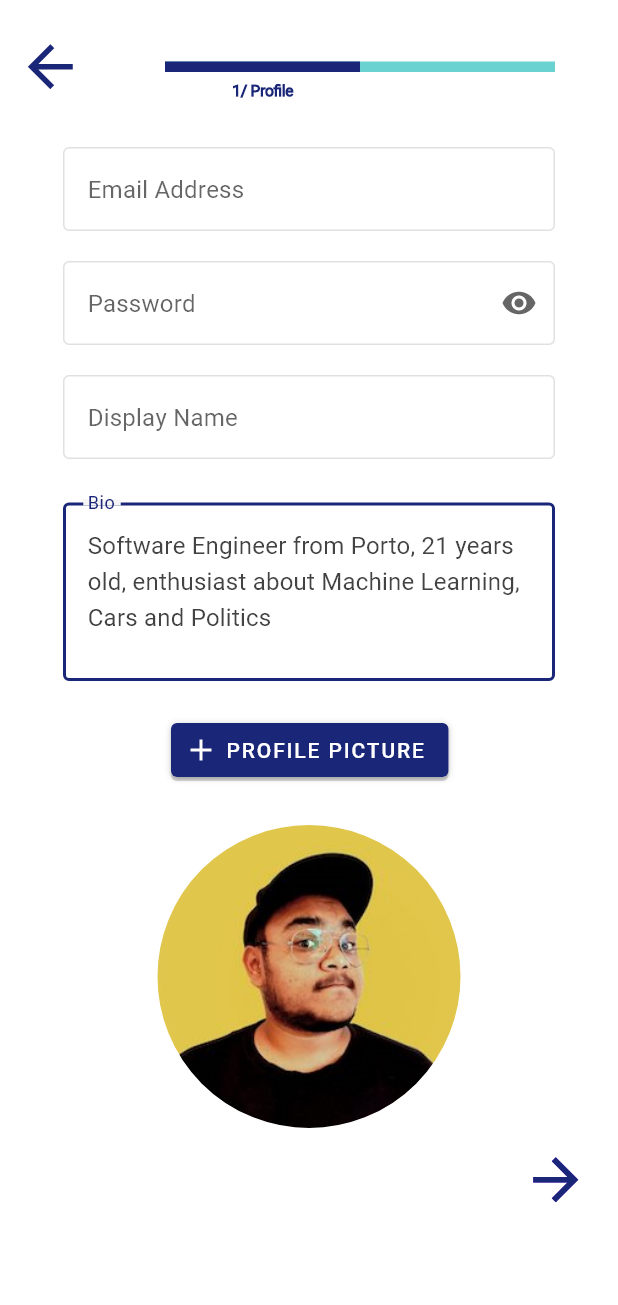 1/ Profile
Email Address
Password
Display Name
Bio
Software Engineer from Porto, 21 years
old, enthusiast about Machine Learning,
Cars and Politics
PROFILE PICTURE